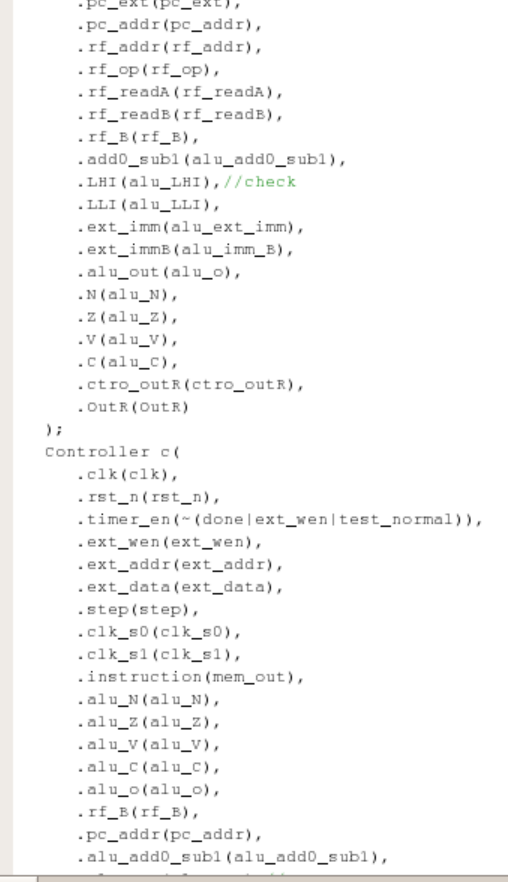 .pc_ext(pc_ext),
.pc_addr(pc_addr),
.rf_addr(rf_addr),
.rf_op(rf_op),
.rf_readA(rf_readA),
.rf_readB(rf_readB),
.rf_B(rf_B),
.add0_sub1(alu_add0_sub1),
.LHI(alu_LHI),//check
.LLI(alu_LLI),
.ext_imm(alu_ext_imm),
.ext_immB(alu_imm_B),
.alu_out(alu_o),
.N(alu_N),
.Z(alu_Z),
.V(alu_V),
.C(alu_C),
.ctro_outR(ctro_outR),
.OutR(OutR)
);
Controller c(
.clk(clk),
.rst_n(rst_n),
.timer_en(~(done|ext_wen|test_normal)),
.ext_wen(ext_wen),
.ext_addr(ext_addr),
.ext_data(ext_data),
.step(step),
.clk_s0(clk_s0),
.clk_s1(clk_s1),
.instruction(mem_out),
.alu_N(alu_N),
.alu_Z(alu_Z),
.alu_V(alu_V),
.alu_C(alu_C),
.alu_o(alu_o),
.rf_B(rf_B),
.pc_addr(pc_addr),
.alu_add0_sub1(alu_add0_sub1),